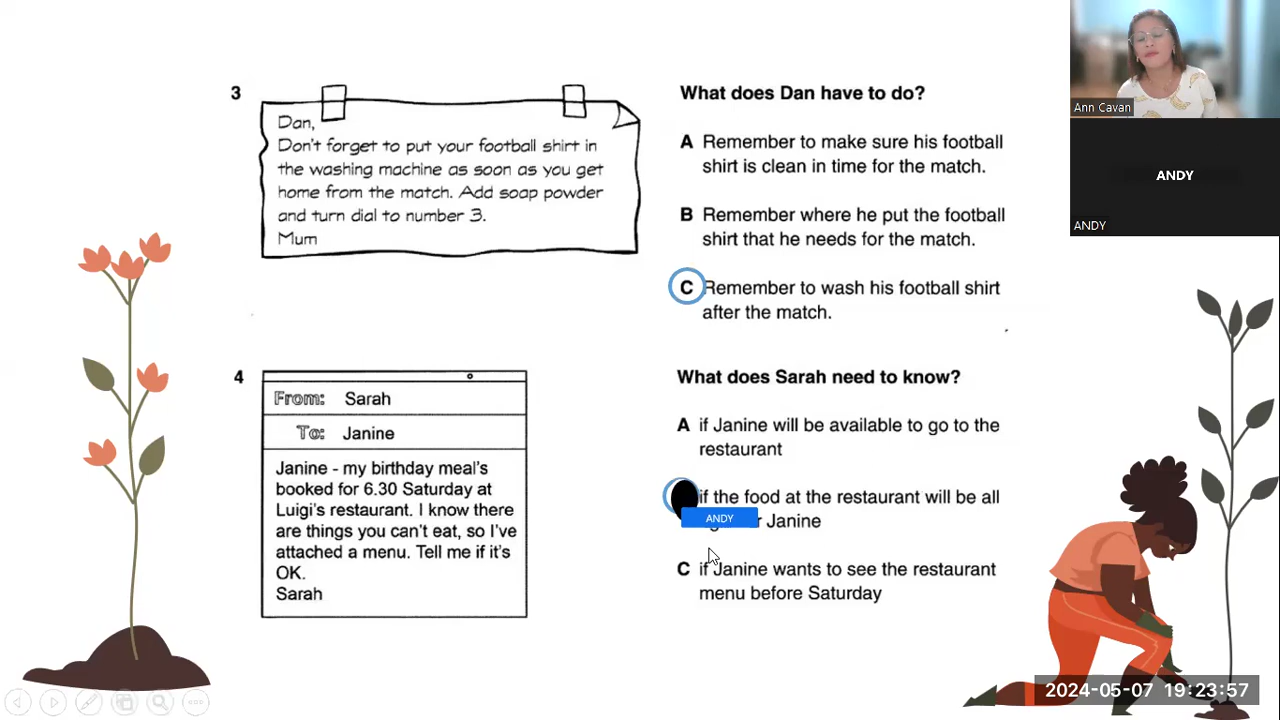 3
Dan,
Don't forget to put your football shirt in
the washing machine as soon as you get
home from the match. Add soap powder
and turn dial to number 3.
Mum
What does Dan have to do?
A Remember to make sure his football
shirt is clean in time for the match.
B Remember where he put the football
shirt that he needs for the match.
C Remember to wash his football shirt
after the match.
4
From: Sarah
To: Janine
Janine - my birthday meal's
booked for 6.30 Saturday at
Luigi's restaurant. I know there
are things you can't eat, so I've
attached a menu. Tell me if it's
OK.
Sarah
What does Sarah need to know?
A if Janine will be available to go to the
restaurant
if the food at the restaurant will be all
Janine
ANDY
C if Janine wants to see the restaurant
menu before Saturday
Ann Cavan
ANDY
ANDY
2024-05-07 19:23:57